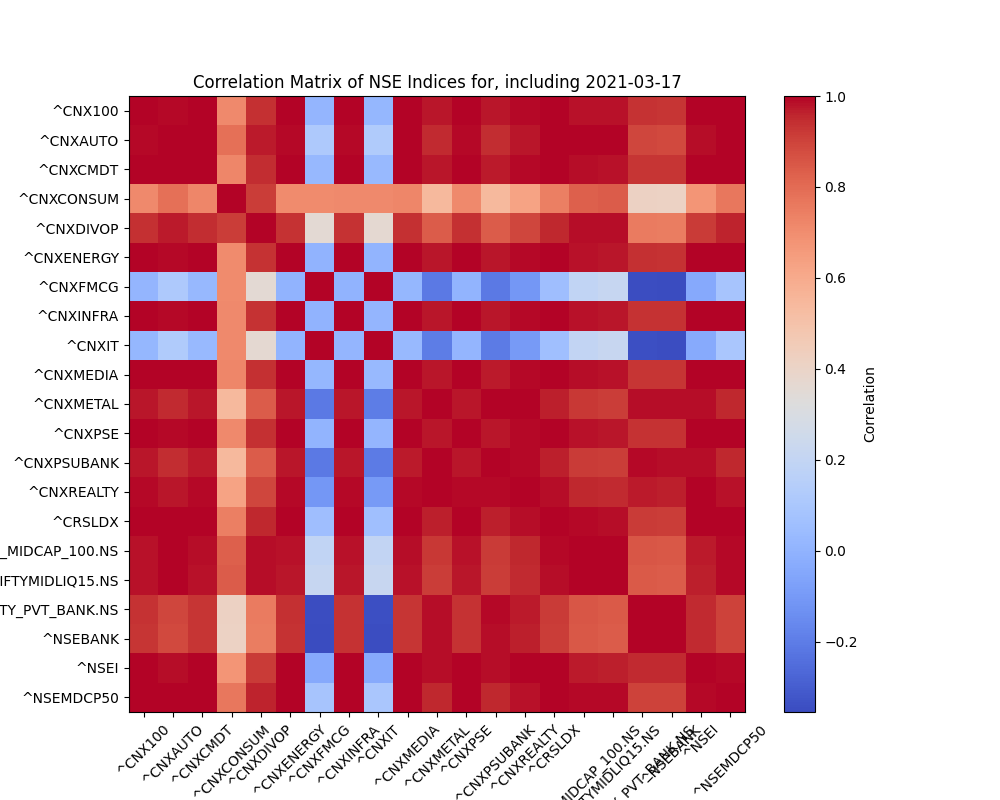 Correlation Matrix of NSE Indices for, including 2021-03-17
^CNX100
^CNXAUTO
^CNXCMDT
^CNXCONSUM
^CNXDIVOP
^CNXENERGY
^CNXFMCG
^CNXINFRA
^CNXIT
^CNXMEDIA
^CNXMETAL
^CNXPSE
^CNXPSUBANK
^CNXREALTY
^CRSLDX
_MIDCAP_100.NS
IFTYMIDLIQ15.NS
TY_PVT_BANK.NS
^NSEBANK
^NSEI
^NSEMDCP50
^CNX100
^CNXAUTO
^CNXCMDT
^CNXCONSUM
^CNXDIVOP
^CNXENERGY
^CNXFMCG
^CNXINFRA
^CNXIT
^CNXMEDIA
^CNXMETAL
^CNXPSE
^CNXPSUBANK
^CNXREALTY
^CRSLDX
MIDCAP_100.NS
TYMIDLIQ15.NS
_PVT_BANK.NS
^NSEBANK
^NSEI
^NSEMDCP50
1.0
0.8
0.6
0.4
0.2
0.0
−0.2
Correlation